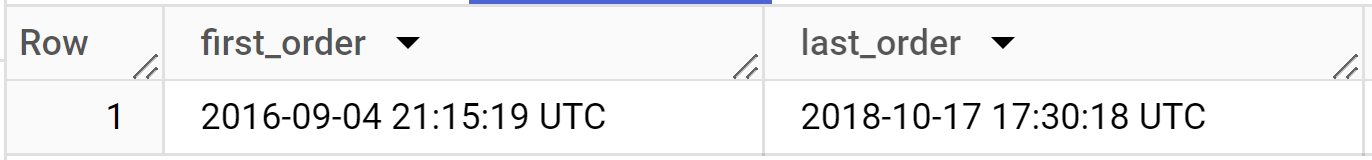 Row first_order last_order
1 2016-09-04 21:15:19 UTC 2018-10-17 17:30:18 UTC